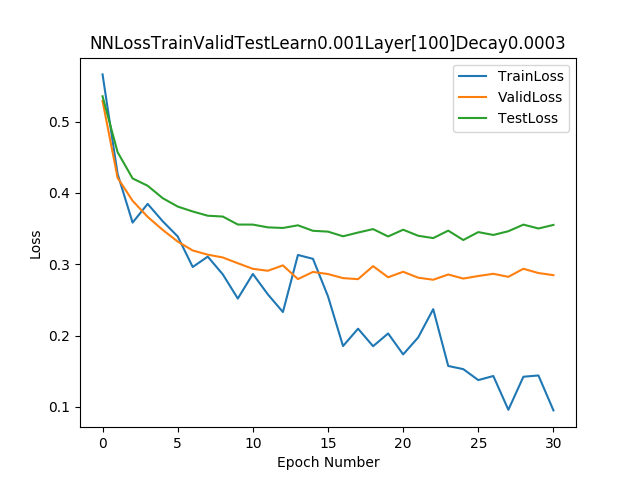 NNLossTrainValidTestLearn0.001Layer[100]Decay0.0003
TrainLoss
ValidLoss
TestLoss
Loss
0.5
0.4
0.3
0.2
0.1
0 5 10 15 20 25 30
Epoch Number